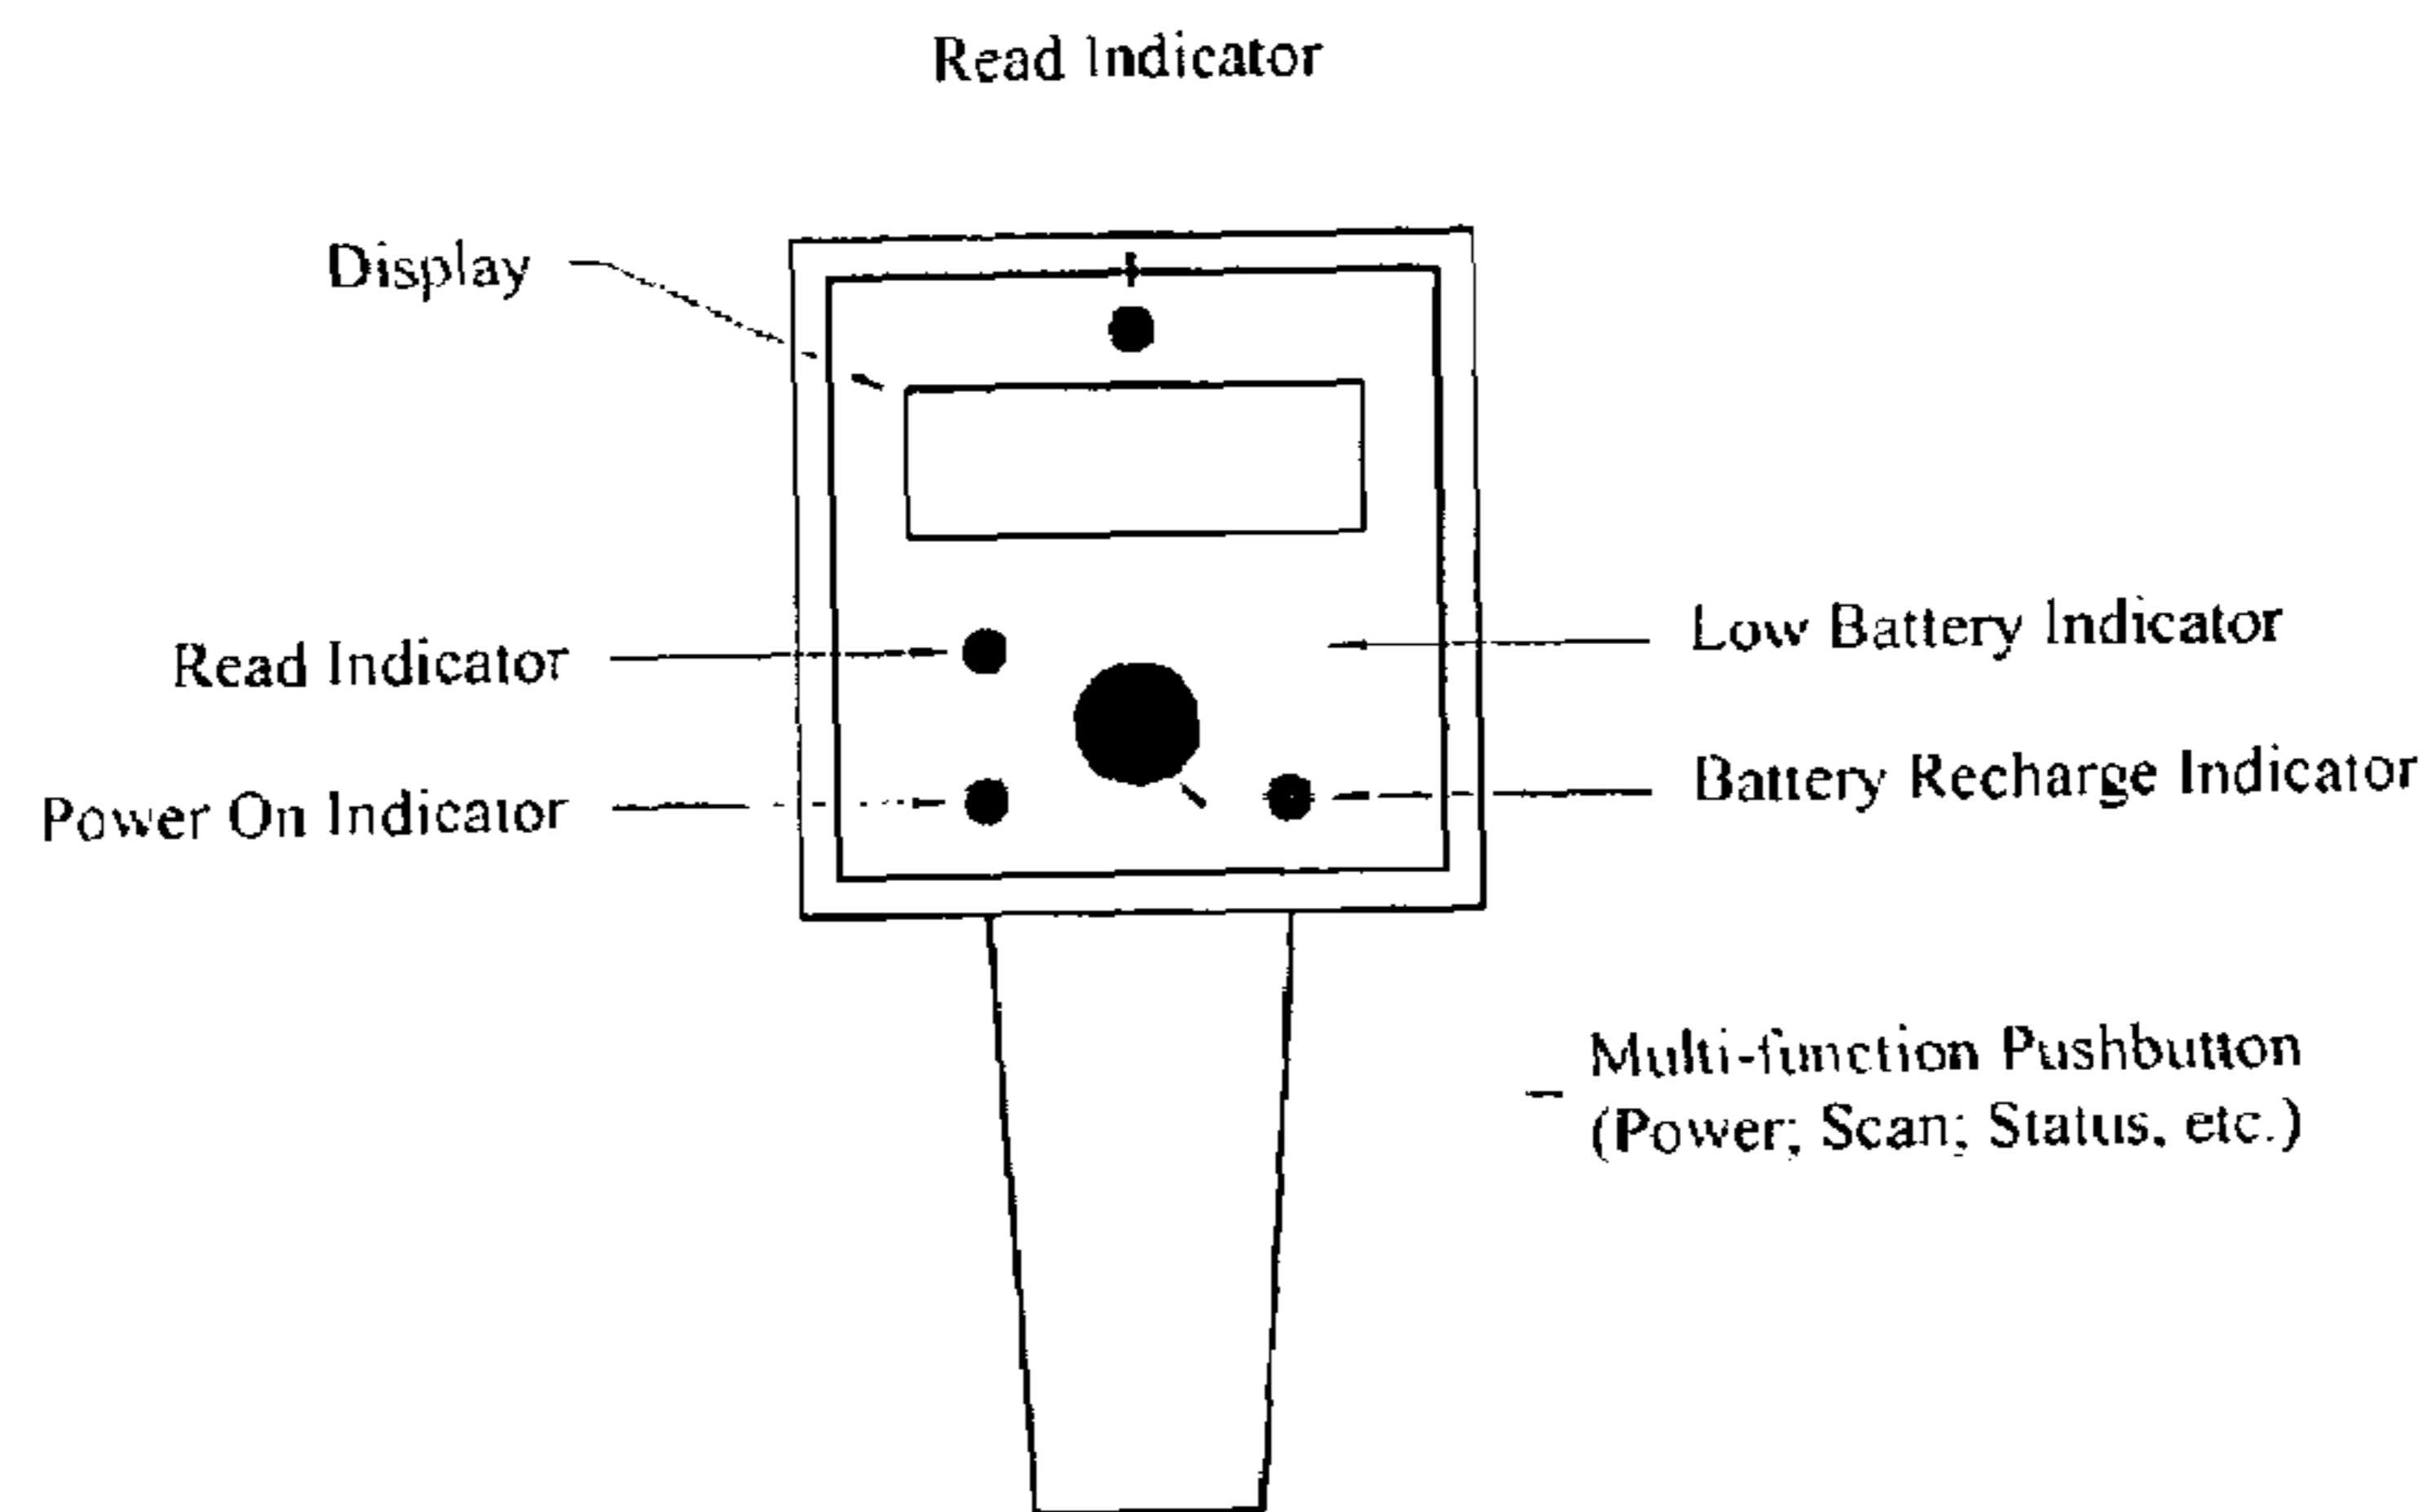 Read Indicator
Display
Read Indicator
Low Battery Indicator
Power On Indicator
Battery Recharge Indicator
Multi-function Pushbutton
(Power; Scan; Status, etc.)